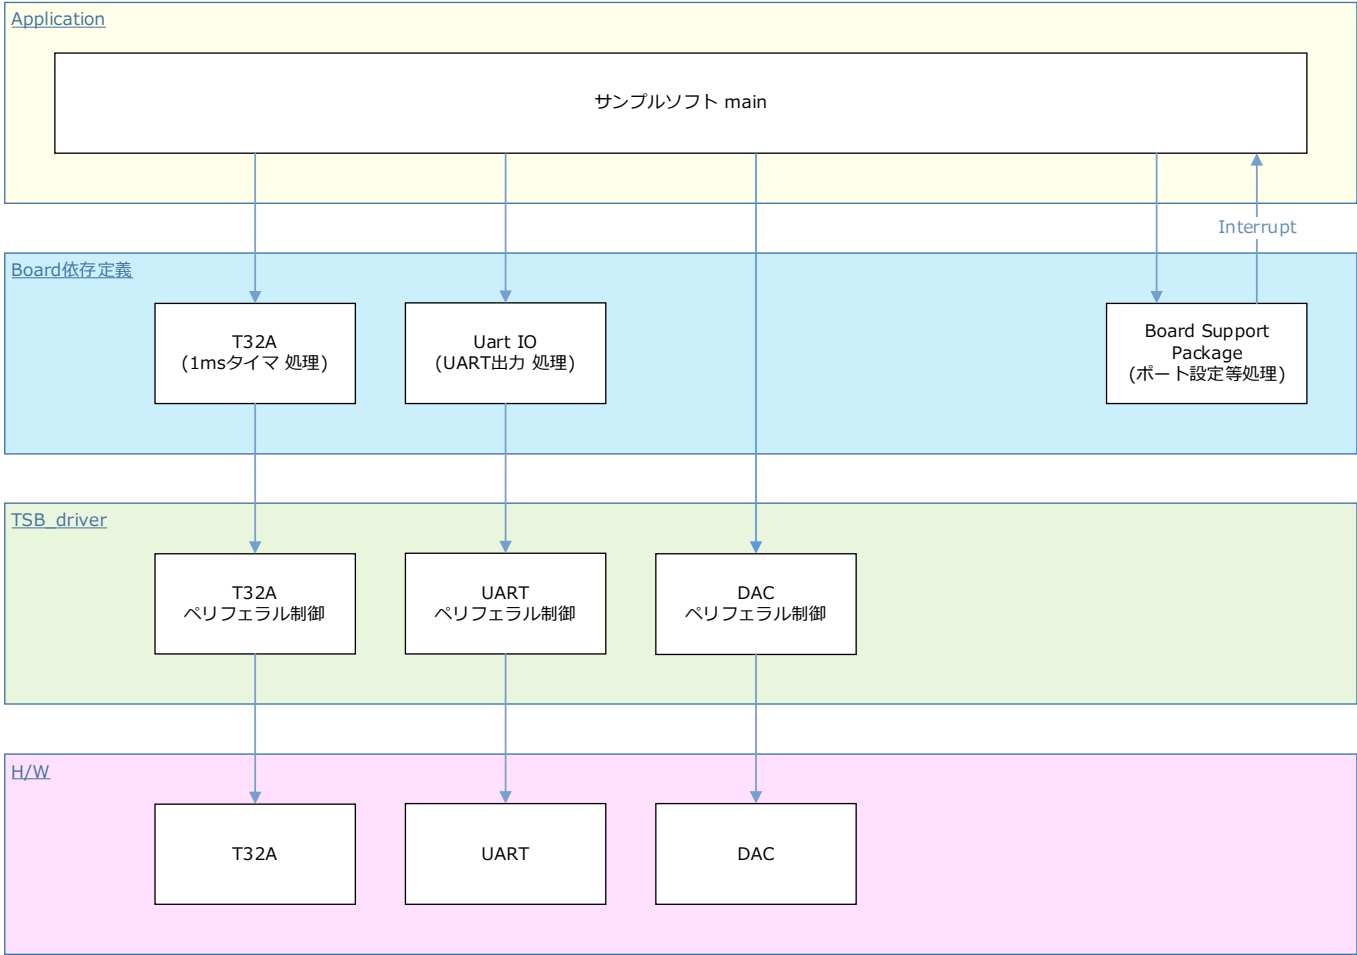 Application
サンプルソフト main
Interrupt
Board依存定義
T32A
(1msタイマ 処理)
Uart IO
(UART出力 処理)
Board Support
Package
(ポート設定等処理)
TSB_driver
T32A
ペリフェラル制御
UART
ペリフェラル制御
DAC
ペリフェラル制御
H/W
T32A
UART
DAC